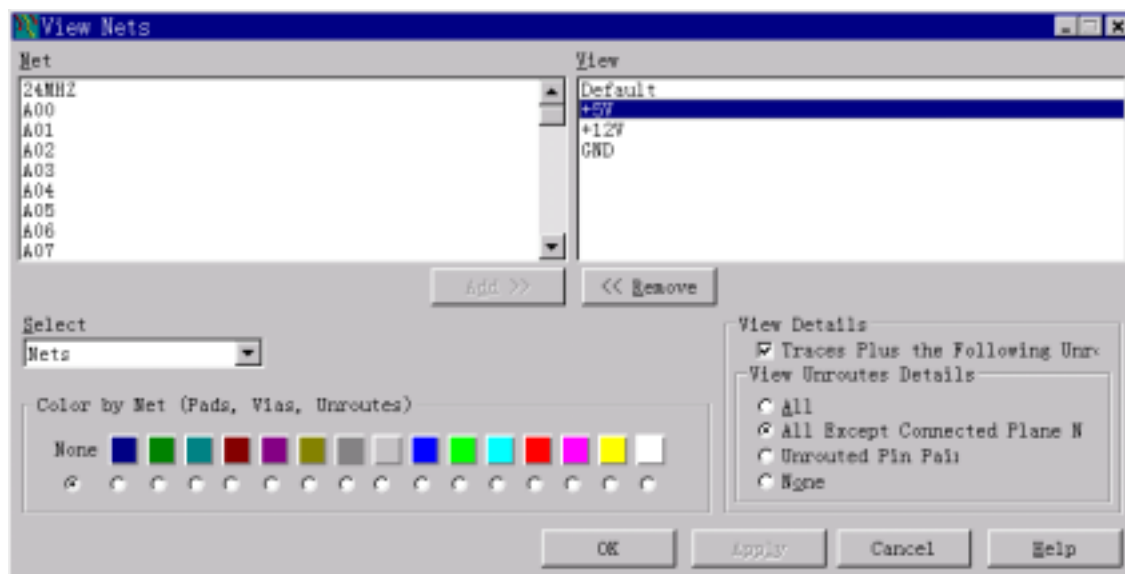 View Nets
Net
View
24MHZ
A00
A01
A02
A03
A04
A05
A06
A07
Default
+5V
+12V
GND
Add >>
<< Remove
Select
Nets
Color by Net (Pads, Vias, Unroutes)
None
View Details
Traces Plus the Following Unr
View Unroutes Details
All
All Except Connected Plane N
Unrouted Pin Pai
None
OK
Apply
Cancel
Help